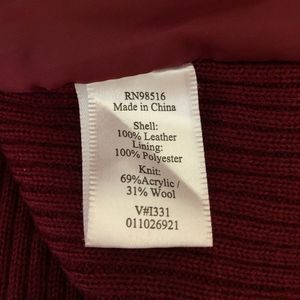 RN98516
Made in China
Shell:
100% Leather
Lining:
100% Polyester
Knit:
69%Acrylic /
31% Wool
V#I331
011026921